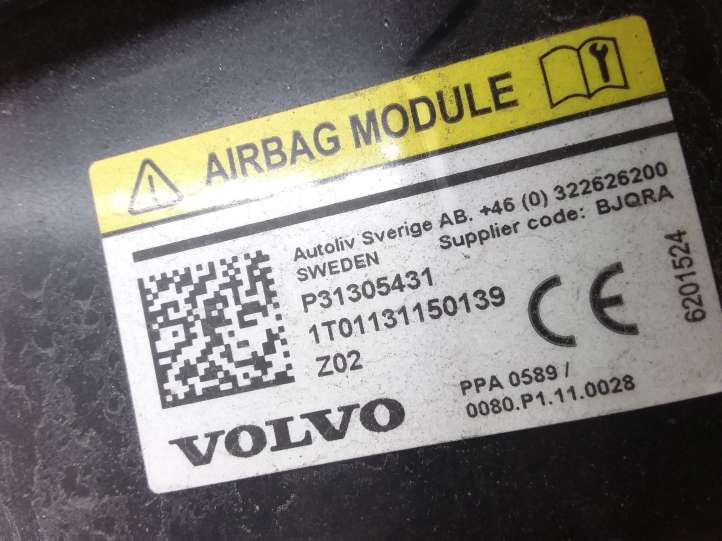 AIRBAG MODULE
Autoliv Sverige AB. +46 (0) 322626200
SWEDEN Supplier code: BJQRA
P31305431
1T01131150139
Z02
6201524
CE
PPA 0589 /
0080.P1.11.0028
VOLVO